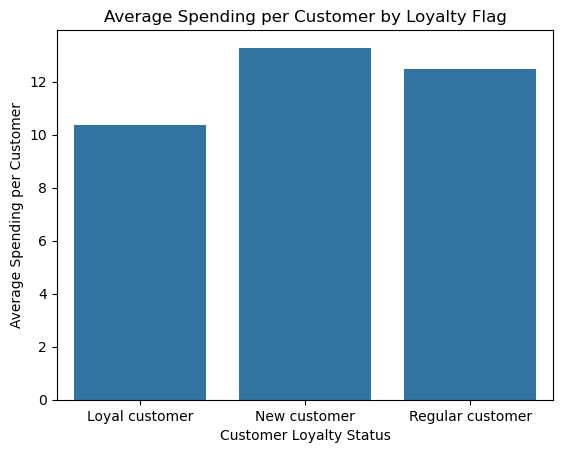 Average Spending per Customer by Loyalty Flag
Average Spending per Customer
12
10
8
6
4
2
0
Loyal customer
New customer
Regular customer
Customer Loyalty Status